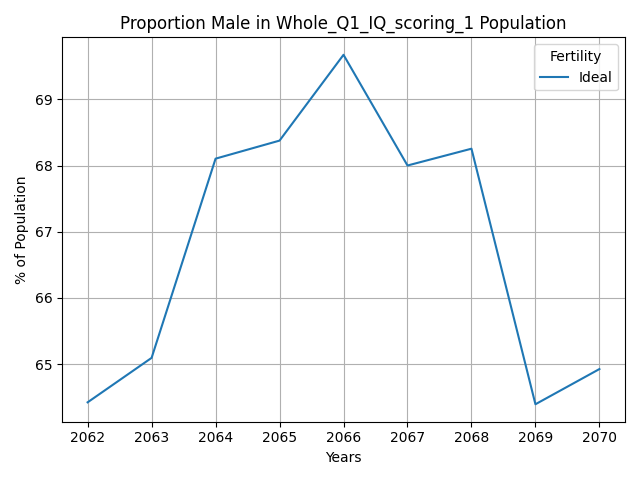 Proportion Male in Whole_Q1_IQ_scoring_1 Population
Fertility
Ideal
% of Population
69
68
67
66
65
2062 2063 2064 2065 2066 2067 2068 2069 2070
Years